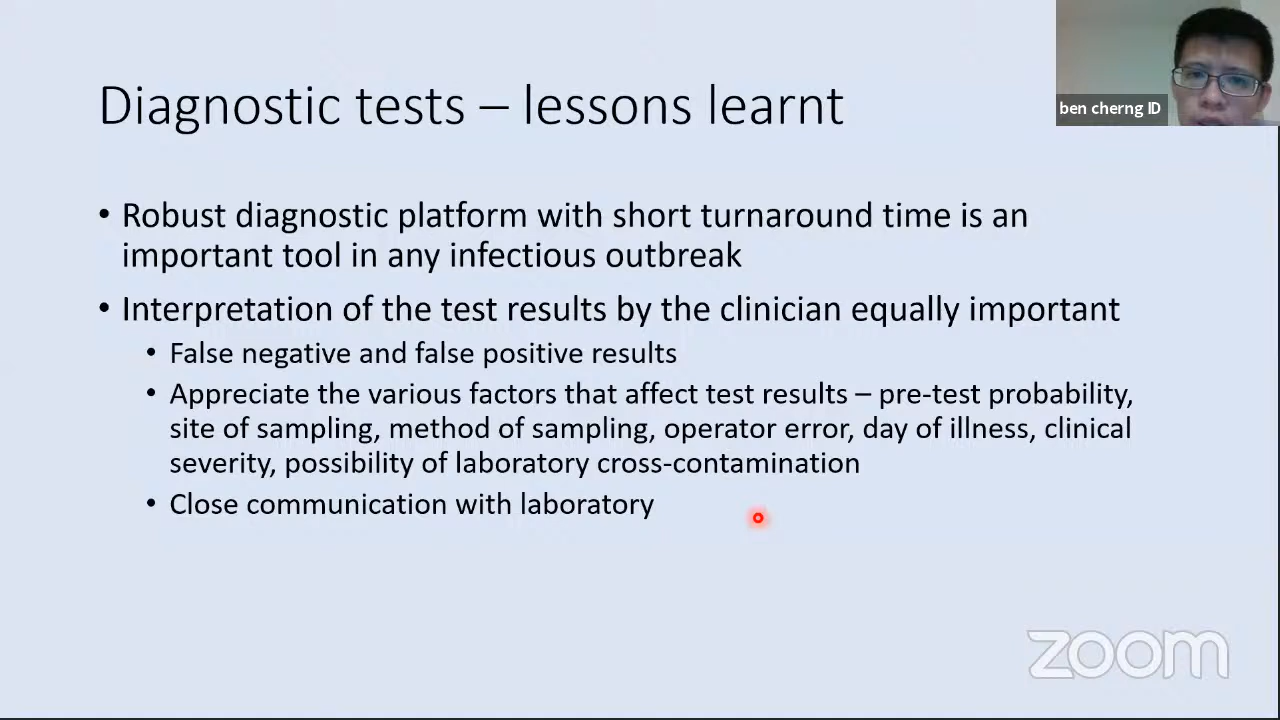 Diagnostic tests – lessons learnt
ben cherng ID
• Robust diagnostic platform with short turnaround time is an
important tool in any infectious outbreak
• Interpretation of the test results by the clinician equally important
• False negative and false positive results
• Appreciate the various factors that affect test results – pre-test probability,
site of sampling, method of sampling, operator error, day of illness, clinical
severity, possibility of laboratory cross-contamination
• Close communication with laboratory
zoom